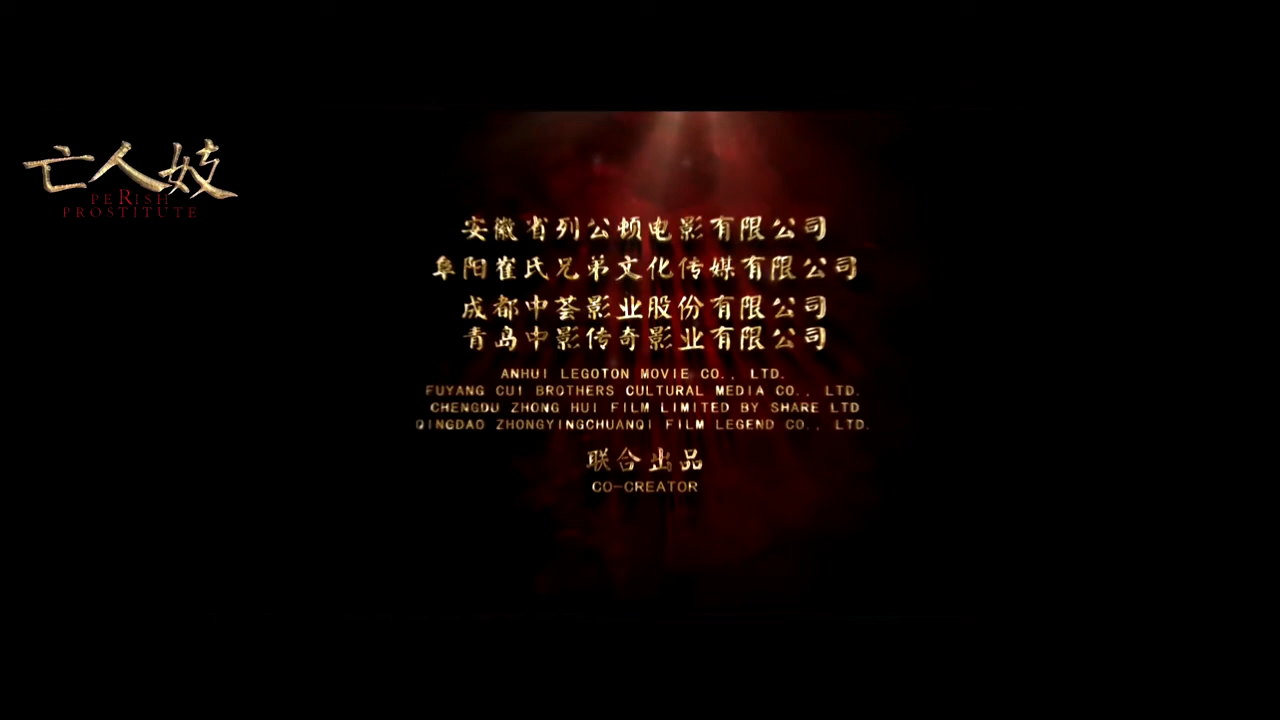 亡人妓
PERISH
PROSTITUTE
安徽省列公顿电影有限公司
阜阳崔氏兄弟文化传媒有限公司
成都中荟影业股份有限公司
青岛中影传奇影业有限公司
ANHUI LEGOTON MOVIE CO., LTD.
FUYANG CUI BROTHERS CULTURAL MEDIA CO., LTD.
CHENGDU ZHONG HUI FILM LIMITED BY SHARE LTD
QINGDAO ZHONGYINGCHUANQI FILM LEGEND CO., LTD.
联合出品
CO-CREATOR